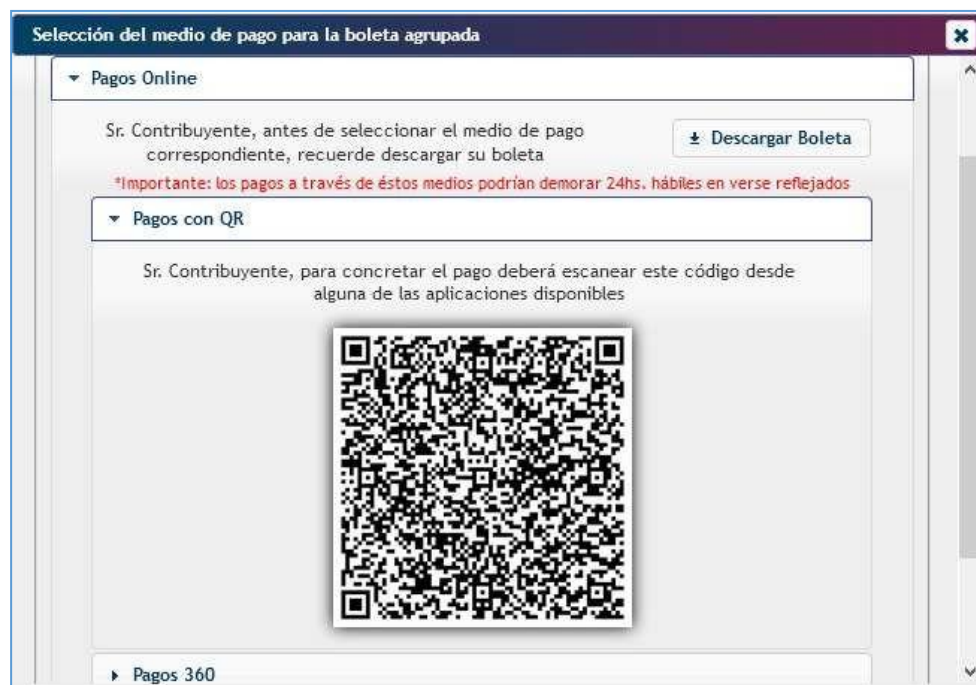 Selección del medio de pago para la boleta agrupada
Pagos Online
Sr. Contribuyente, antes de seleccionar el medio de pago
correspondiente, recuerde descargar su boleta
Descargar Boleta
*Importante: los pagos a través de éstos medios podrían demorar 24hs. hábiles en verse reflejados
Pagos con QR
Sr. Contribuyente, para concretar el pago deberá escanear este código desde
alguna de las aplicaciones disponibles
Pagos 360